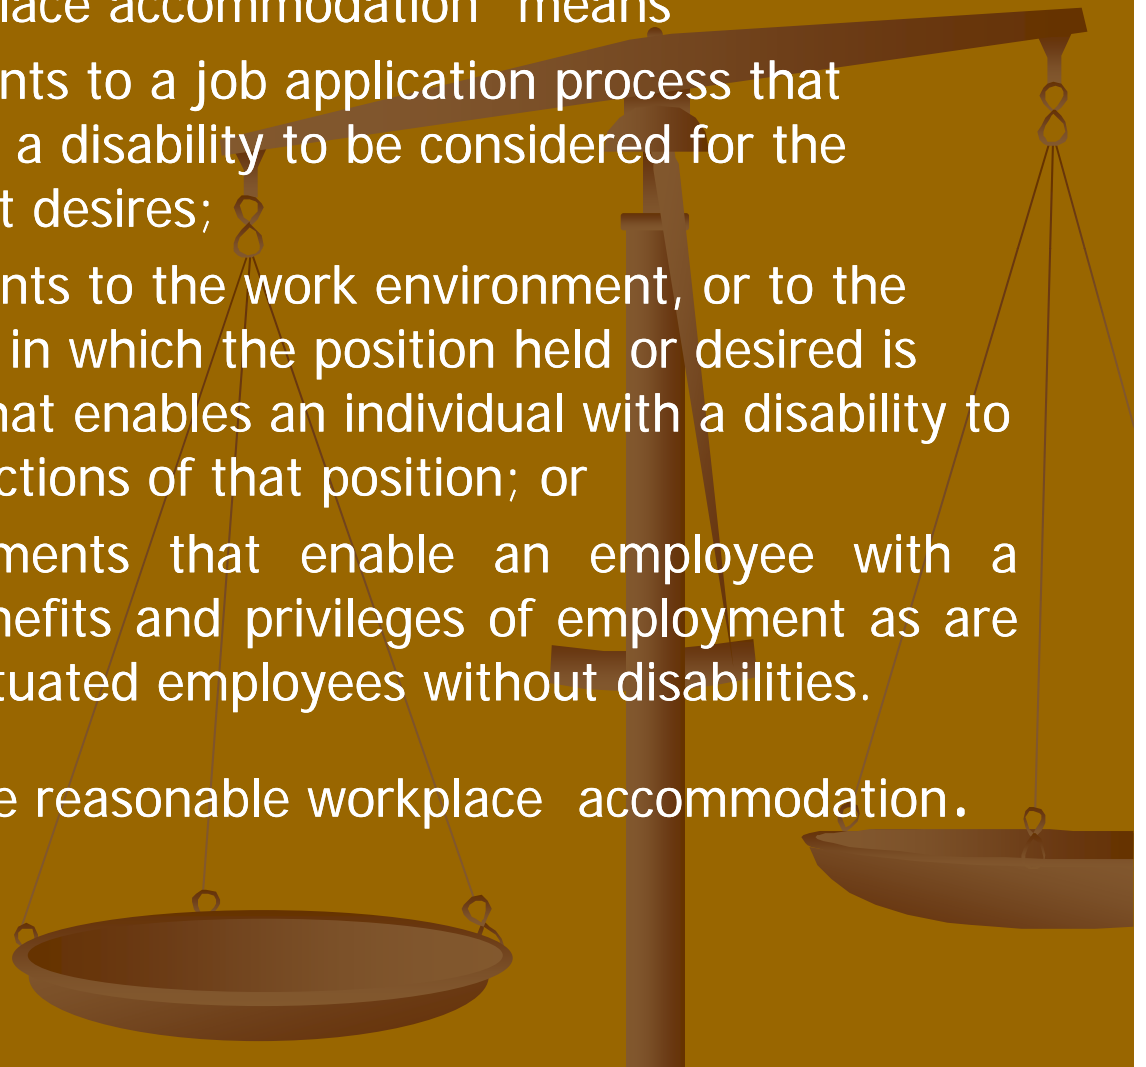 lace accommodation" means
nts to a job application process that
a disability to be considered for the
t desires;
nts to the work environment, or to the
in which the position held or desired is
hat enables an individual with a disability to
ctions of that position; or
ments that enable an employee with a
nefits and privileges of employment as are
tuated employees without disabilities.
e reasonable workplace accommodation.